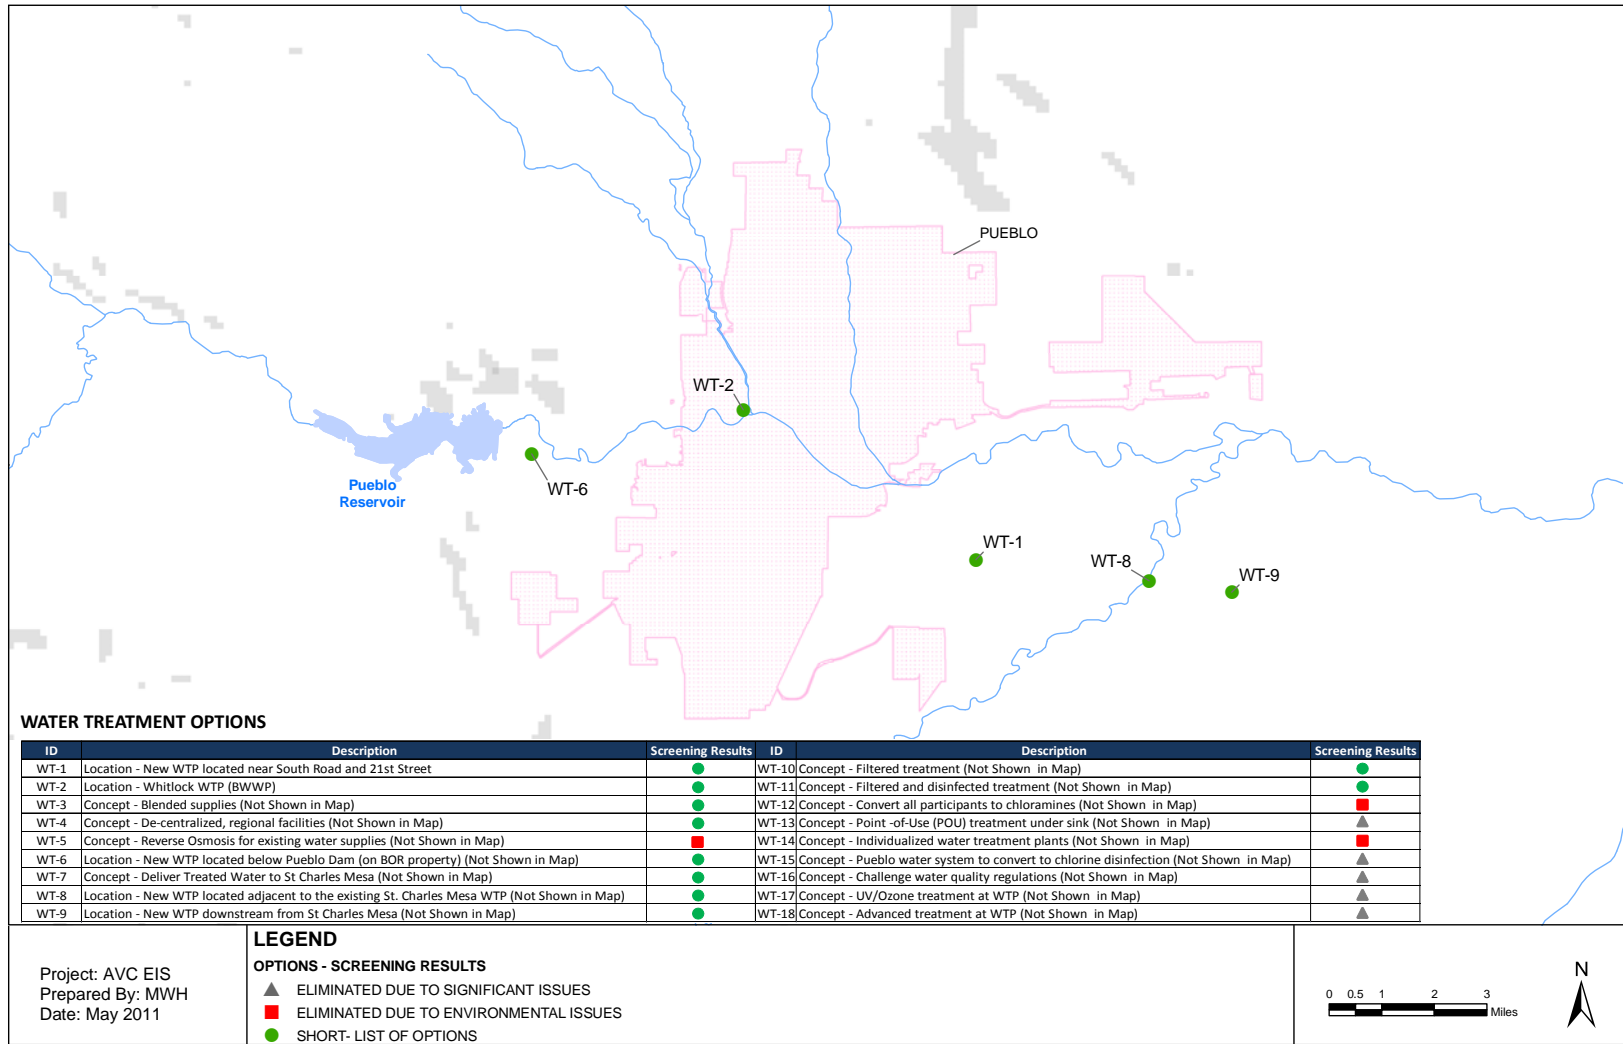 PUEBLO
WT-2
WT-6
Pueblo
Reservoir
WT-1
WT-8
WT-9
WATER TREATMENT OPTIONS
ID Description Screening Results ID Description Screening Results
WT-1 Location - New WTP located near South Road and 21st Street WT-10 Concept - Filtered treatment (Not Shown in Map)
WT-2 Location - Whitlock WTP (BWWP) WT-11 Concept - Filtered and disinfected treatment (Not Shown in Map)
WT-3 Concept - Blended supplies (Not Shown in Map) WT-12 Concept - Convert all participants to chloramines (Not Shown in Map)
WT-4 Concept - De-centralized, regional facilities (Not Shown in Map) WT-13 Concept - Point -of-Use (POU) treatment under sink (Not Shown in Map)
WT-5 Concept - Reverse Osmosis for existing water supplies (Not Shown in Map) WT-14 Concept - Individualized water treatment plants (Not Shown in Map)
WT-6 Location - New WTP located below Pueblo Dam (on BOR property) (Not Shown in Map) WT-15 Concept - Pueblo water system to convert to chlorine disinfection (Not Shown in Map)
WT-7 Concept - Deliver Treated Water to St Charles Mesa (Not Shown in Map) WT-16 Concept - Challenge water quality regulations (Not Shown in Map)
WT-8 Location - New WTP located adjacent to the existing St. Charles Mesa WTP (Not Shown in Map) WT-17 Concept - UV/Ozone treatment at WTP (Not Shown in Map)
WT-9 Location - New WTP downstream from St Charles Mesa (Not Shown in Map) WT-18 Concept - Advanced treatment at WTP (Not Shown in Map)
Project: AVC EIS
Prepared By: MWH
Date: May 2011
LEGEND
OPTIONS - SCREENING RESULTS
ELIMINATED DUE TO SIGNIFICANT ISSUES
ELIMINATED DUE TO ENVIRONMENTAL ISSUES
SHORT- LIST OF OPTIONS
0 0.5 1 2 3
Miles
N